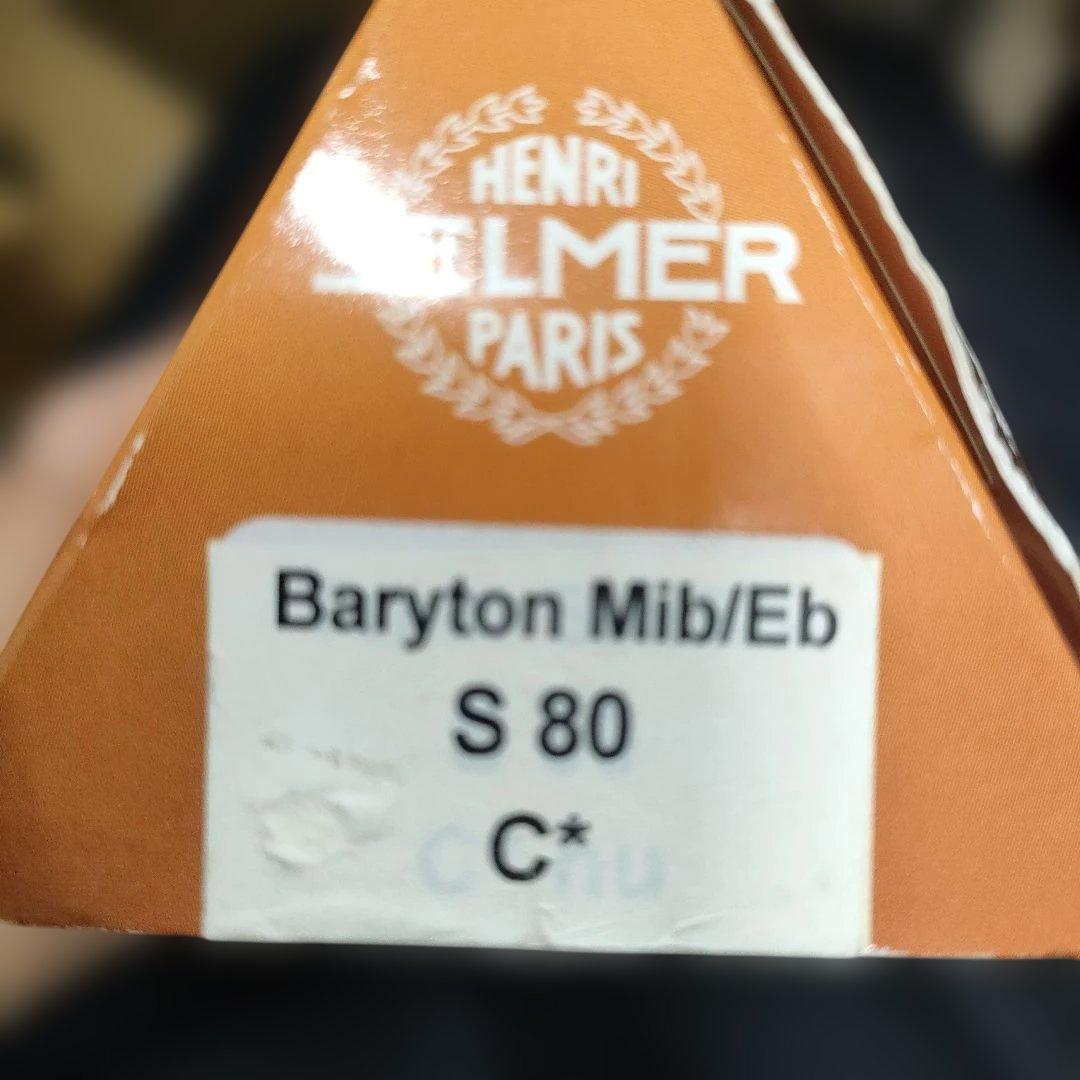 HENRI
SELMER
PARIS
Baryton Mib/Eb
S 80
C*